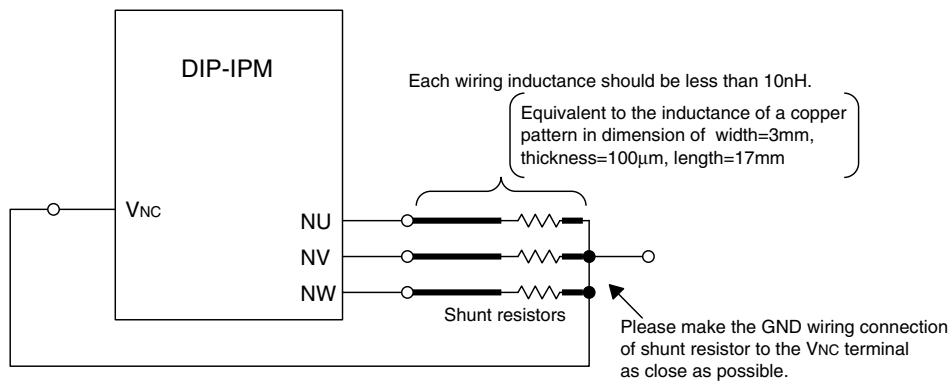 DIP-IPM
Each wiring inductance should be less than 10nH.
Equivalent to the inductance of a copper
pattern in dimension of width=3mm,
thickness=100μm, length=17mm
VNC
NU
NV
NW
Shunt resistors
Please make the GND wiring connection
of shunt resistor to the VNC terminal
as close as possible.